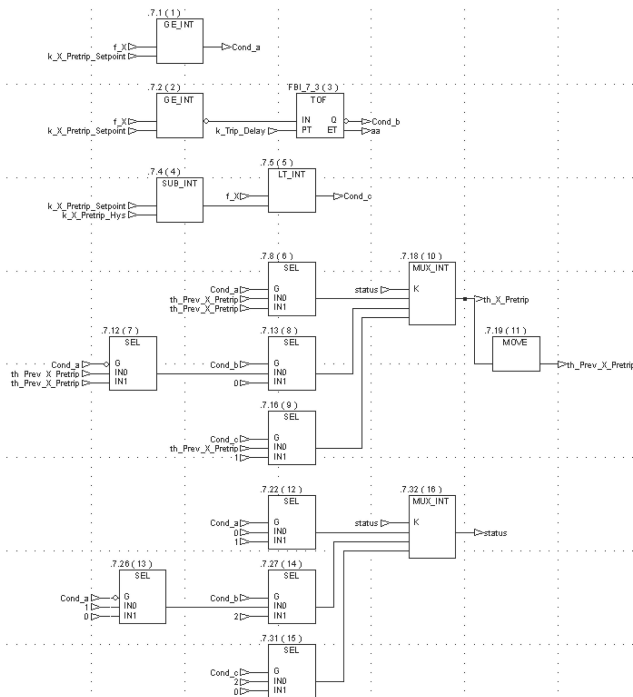 .7.1 (1)
GE_INT
f_X
k_X_Pretrip_Setpoint
Cond_a
.7.2 (2)
GE_INT
f_X
k_X_Pretrip_Setpoint
FBI_7_3 (3)
TOF
IN Q
PT ET
k_Trip_Delay
Cond_b
aa
.7.4 (4)
SUB_INT
k_X_Pretrip_Setpoint
k_X_Pretrip_Hys
.7.5 (5)
LT_INT
f_X
Cond_c
.7.8 (6)
SEL
Cond_a G
th_Prev_X_Pretrip IN0
th_Prev_X_Pretrip IN1
.7.18 (10)
MUX_INT
status K
th_X_Pretrip
.7.19 (11)
MOVE
th_Prev_X_Pretrip
.7.12 (7)
SEL
Cond_a G
th_Prev_X_Pretrip IN0
th_Prev_X_Pretrip IN1
.7.13 (8)
SEL
Cond_b G
IN0
0 IN1
.7.16 (9)
SEL
Cond_c G
th_Prev_X_Pretrip IN0
1 IN1
.7.22 (12)
SEL
Cond_a G
0 IN0
1 IN1
.7.32 (16)
MUX_INT
status K
status
.7.26 (13)
SEL
Cond_a G
1 IN0
0 IN1
.7.27 (14)
SEL
Cond_b G
IN0
2 IN1
.7.31 (15)
SEL
Cond_c G
2 IN0
0 IN1